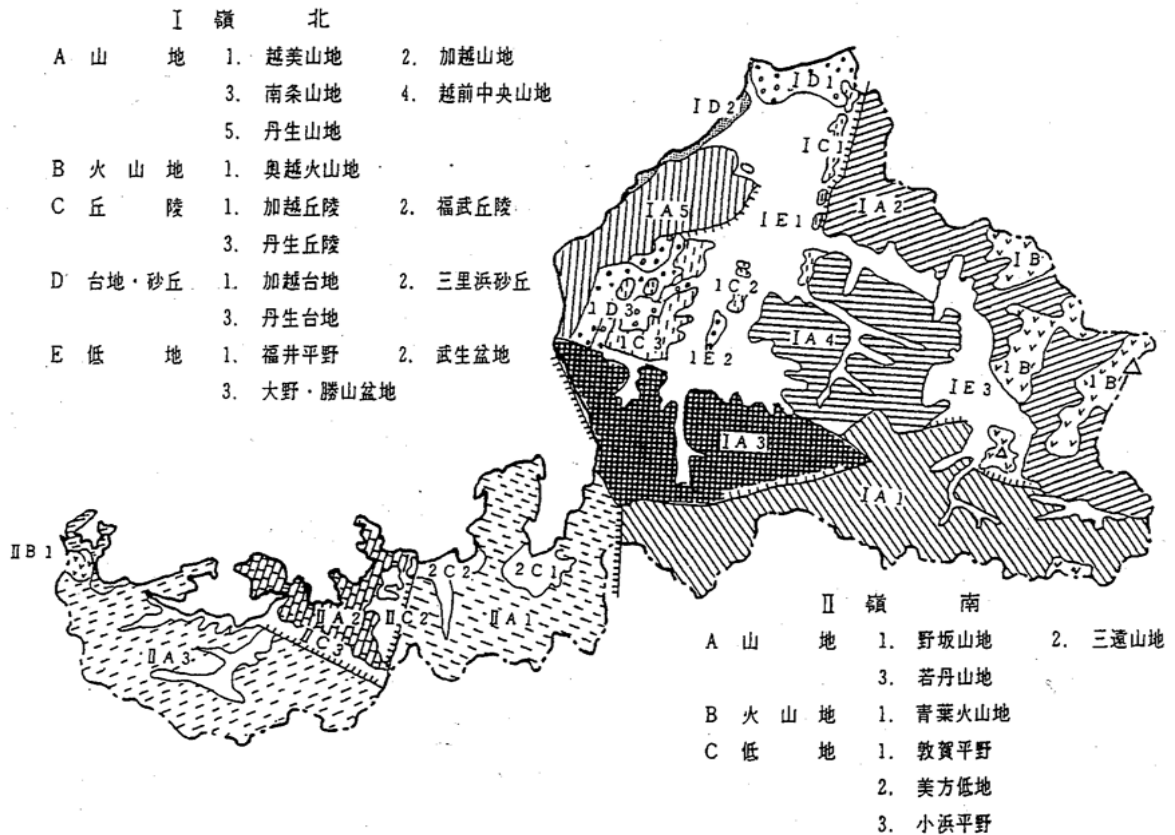 Ⅰ 嶺 北
A 山 地 1. 越美山地 2. 加越山地
3. 南条山地 4. 越前中央山地
5. 丹生山地
B 火 山 地 1. 奥越火山地
C 丘 陵 1. 加越丘陵 2. 福武丘陵
3. 丹生丘陵
D 台地・砂丘 1. 加越台地 2. 三里浜砂丘
3. 丹生台地
E 低 地 1. 福井平野 2. 武生盆地
3. 大野・勝山盆地
ⅠD1
ⅠD2
ⅠC1
ⅠA5
ⅠA2
ⅠE1
ⅠB
1C2
1D3
1C3
1E2
ⅠA4
1B
1B
ⅠE3
ⅠA3
ⅠA1
ⅡB1
2C2
2C1
ⅡA2
ⅡC2
ⅡA1
ⅡC3
ⅡA3
Ⅱ 嶺 南
A 山 地 1. 野坂山地 2. 三遠山地
3. 若丹山地
B 火 山 地 1. 青葉火山地
C 低 地 1. 敦賀平野
2. 美方低地
3. 小浜平野